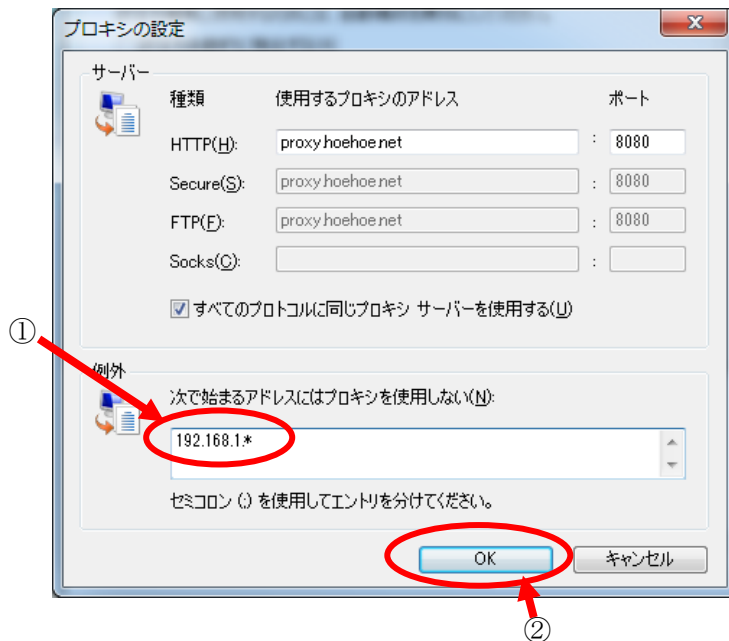 プロキシの設定
サーバー
種類 使用するプロキシのアドレス ポート
HTTP(H): proxy.hoehoe.net : 8080
Secure(S): proxy.hoehoe.net : 8080
FTP(F): proxy.hoehoe.net : 8080
Socks(C): :
すべてのプロトコルに同じプロキシ サーバーを使用する(U)
①
例外
次で始まるアドレスにはプロキシを使用しない(N):
192.168.1.*
セミコロン (;) を使用してエントリを分けてください。
OK キャンセル
②